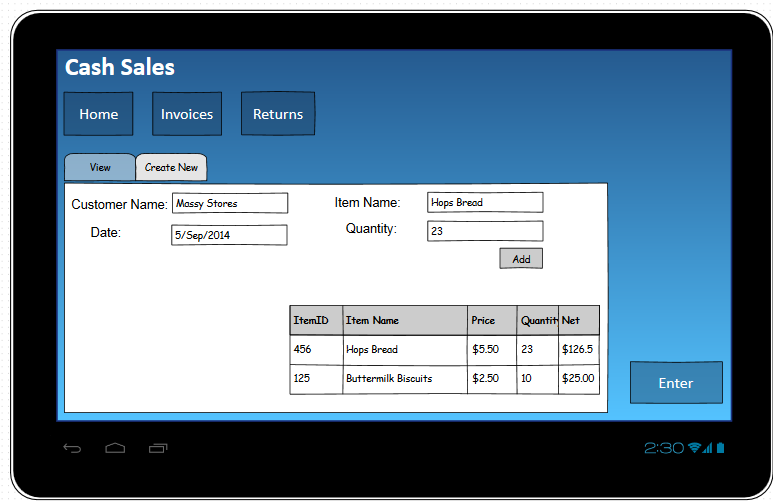 Cash Sales
Home Invoices Returns
View Create New
Customer Name: Massy Stores Item Name: Hops Bread
Date: 5/Sep/2014 Quantity: 23
Add
ItemID Item Name Price Quantit Net
456 Hops Bread $5.50 23 $126.5
125 Buttermilk Biscuits $2.50 10 $25.00
Enter
2:30